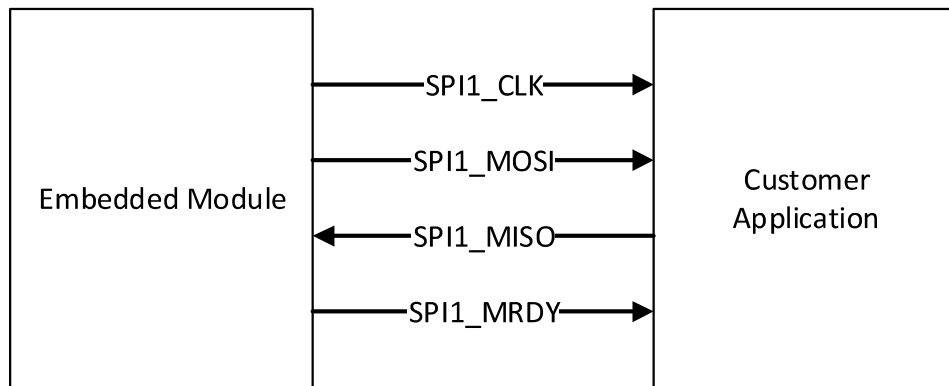 SPI1_CLK
SPI1_MOSI
Embedded Module
Customer
Application
SPI1_MISO
SPI1_MRDY